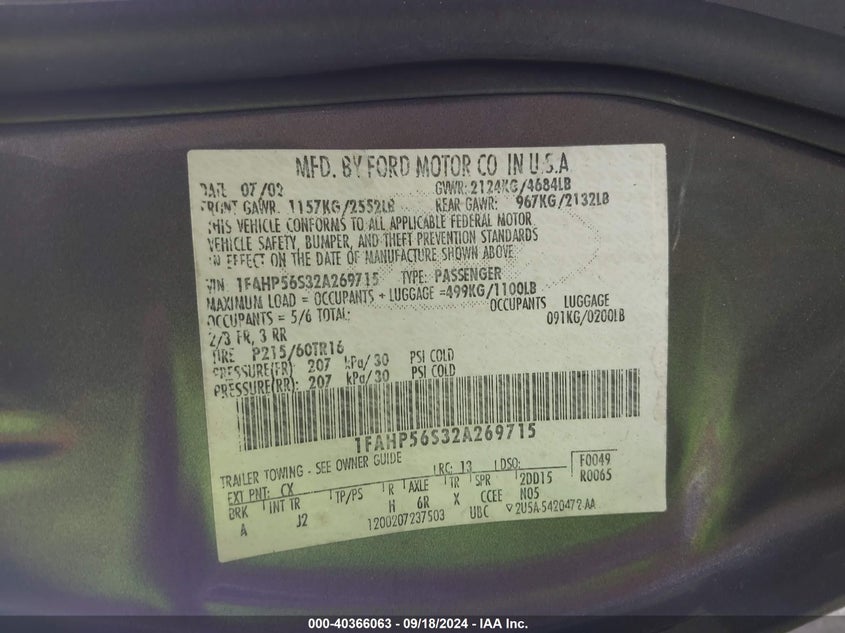 MFD. BY FORD MOTOR CO IN U.S.A
DATE 07/02 GVWR: 2124KG/4684LB
FRONT GAWR: 1157KG/2552LB REAR GAWR: 967KG/2132LB
THIS VEHICLE CONFORMS TO ALL APPLICABLE FEDERAL MOTOR
VEHICLE SAFETY, BUMPER, AND THEFT PREVENTION STANDARDS
IN EFFECT ON THE DATE OF MANUFACTURE SHOWN ABOVE
VIN: 1FAHP56S32A269715 TYPE: PASSENGER
MAXIMUM LOAD = OCCUPANTS + LUGGAGE =499KG/1100LB
OCCUPANTS = 5/6 TOTAL: OCCUPANTS LUGGAGE
2/3 FR, 3 RR 091KG/0200LB
TIRE P215/60TR16
PRESSURE(FR) 207 kPa/30 PSI COLD
PRESSURE(RR) 207 kPa/30 PSI COLD
1FAHP56S32A269715
TRAILER TOWING - SEE OWNER GUIDE RC: 13 DSO: F0049
EXT PNT: CX R0065
BRK INT TR TP/PS R AXLE TR SPR 2DD15
A J2 H 6R X CCEE N05
1200207237503 UBC 2U5A-5420472-AA
000-40366063 - 09/18/2024 - IAA Inc.